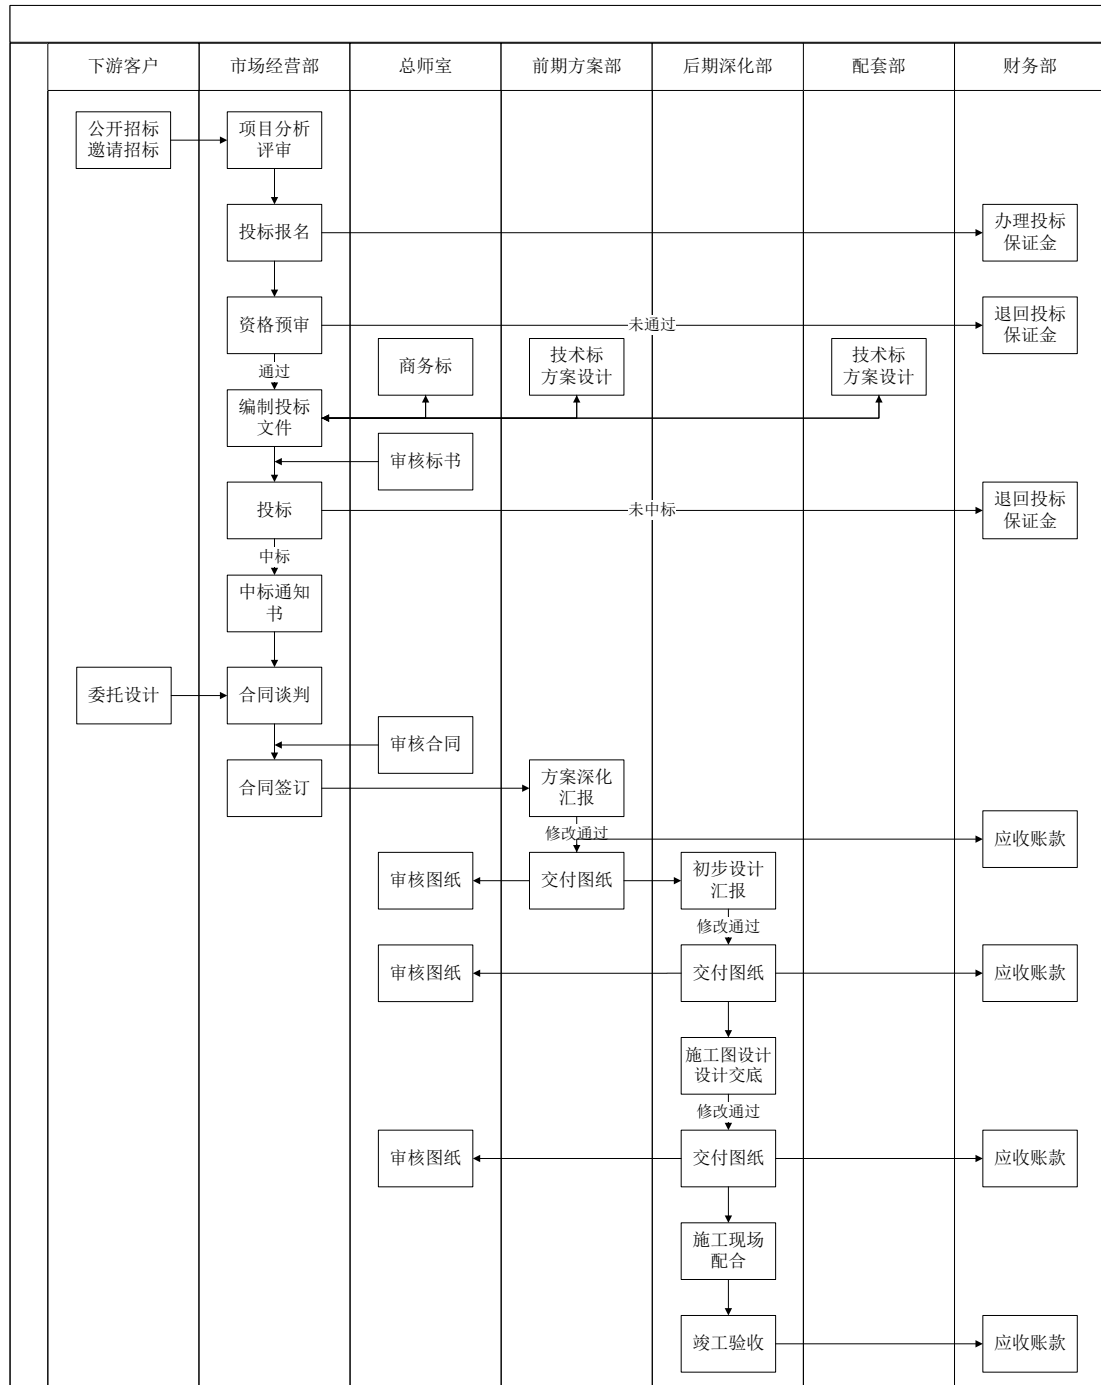 下游客户
市场经营部
总师室
前期方案部
后期深化部
配套部
财务部
公开招标
邀请招标
项目分析
评审
投标报名
办理投标
保证金
资格预审
未通过
退回投标
保证金
通过
商务标
技术标
方案设计
技术标
方案设计
编制投标
文件
审核标书
投标
未中标
退回投标
保证金
中标
中标通知
书
委托设计
合同谈判
审核合同
合同签订
方案深化
汇报
修改通过
应收账款
审核图纸
交付图纸
初步设计
汇报
修改通过
审核图纸
交付图纸
应收账款
施工图设计
设计交底
修改通过
审核图纸
交付图纸
应收账款
施工现场
配合
竣工验收
应收账款